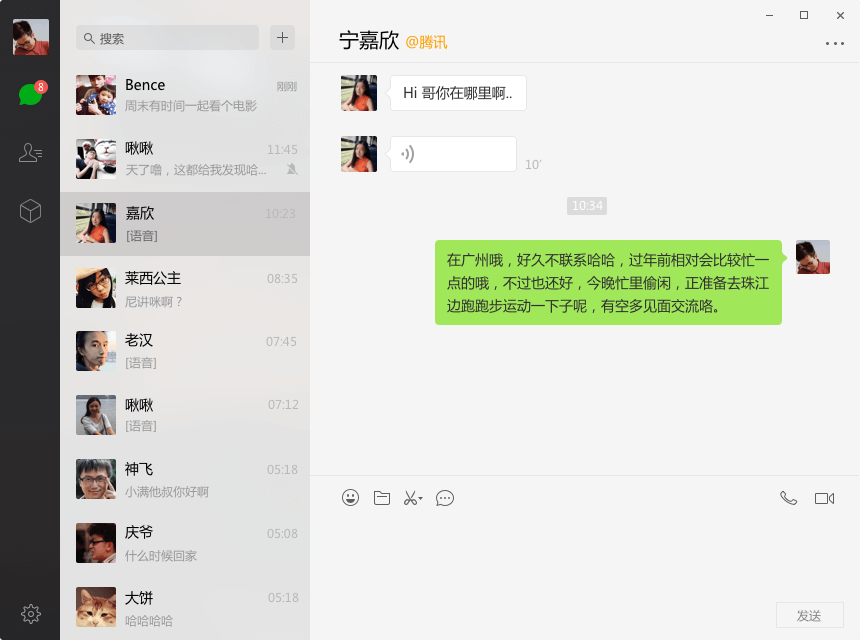 8
搜索
Bence
刚刚
周末有时间一起看个电影
啾啾
11:45
天了噜，这都给我发现哈...
嘉欣
10:23
[语音]
莱西公主
08:35
尼讲咪啊？
老汉
07:45
[语音]
啾啾
07:12
[语音]
神飞
05:18
小满他叔你好啊
庆爷
05:08
什么时候回家
大饼
05:18
哈哈哈哈
宁嘉欣 @腾讯
Hi 哥你在哪里啊..
10′
10:34
在广州哦，好久不联系哈哈，过年前相对会比较忙一
点的哦，不过也还好，今晚忙里偷闲，正准备去珠江
边跑跑步运动一下子呢，有空多见面交流咯。
发送